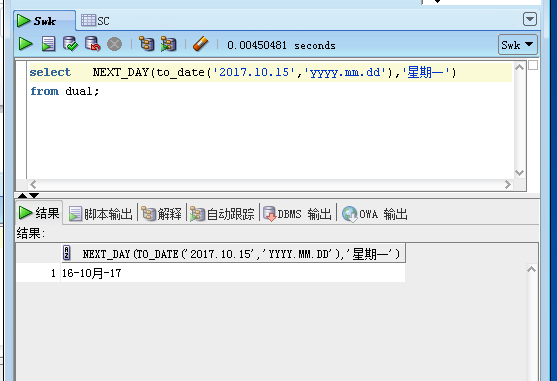 Swk SC
0.00450481 seconds Swk
select NEXT_DAY(to_date('2017.10.15','yyyy.mm.dd'),'星期一')
from dual;
结果 脚本输出 解释 自动跟踪 DBMS 输出 OWA 输出
结果:
NEXT_DAY(TO_DATE('2017.10.15','YYYY.MM.DD'),'星期一')
1 16-10月-17